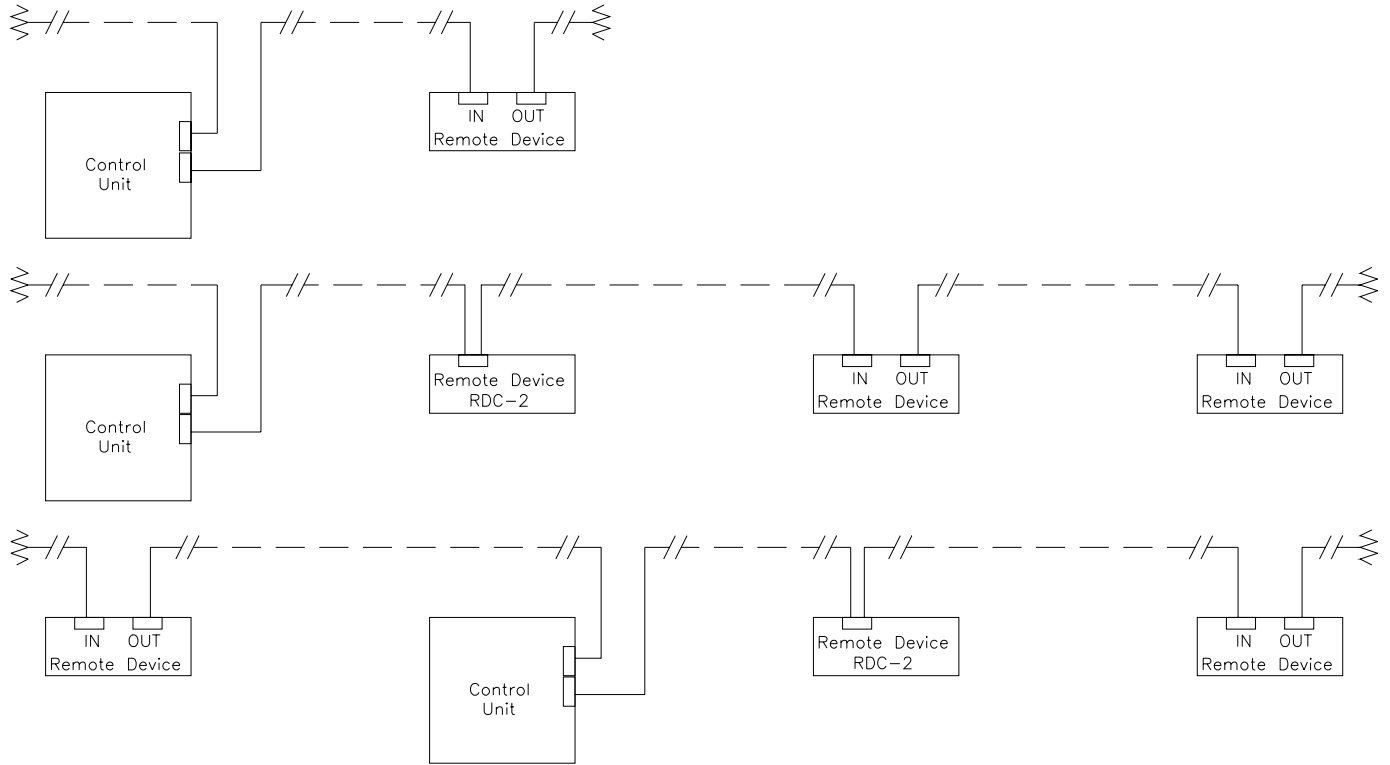 IN OUT
Remote Device
Control
Unit
Remote Device
RDC-2
IN OUT
Remote Device
IN OUT
Remote Device
Control
Unit
IN OUT
Remote Device
Control
Unit
Remote Device
RDC-2
IN OUT
Remote Device